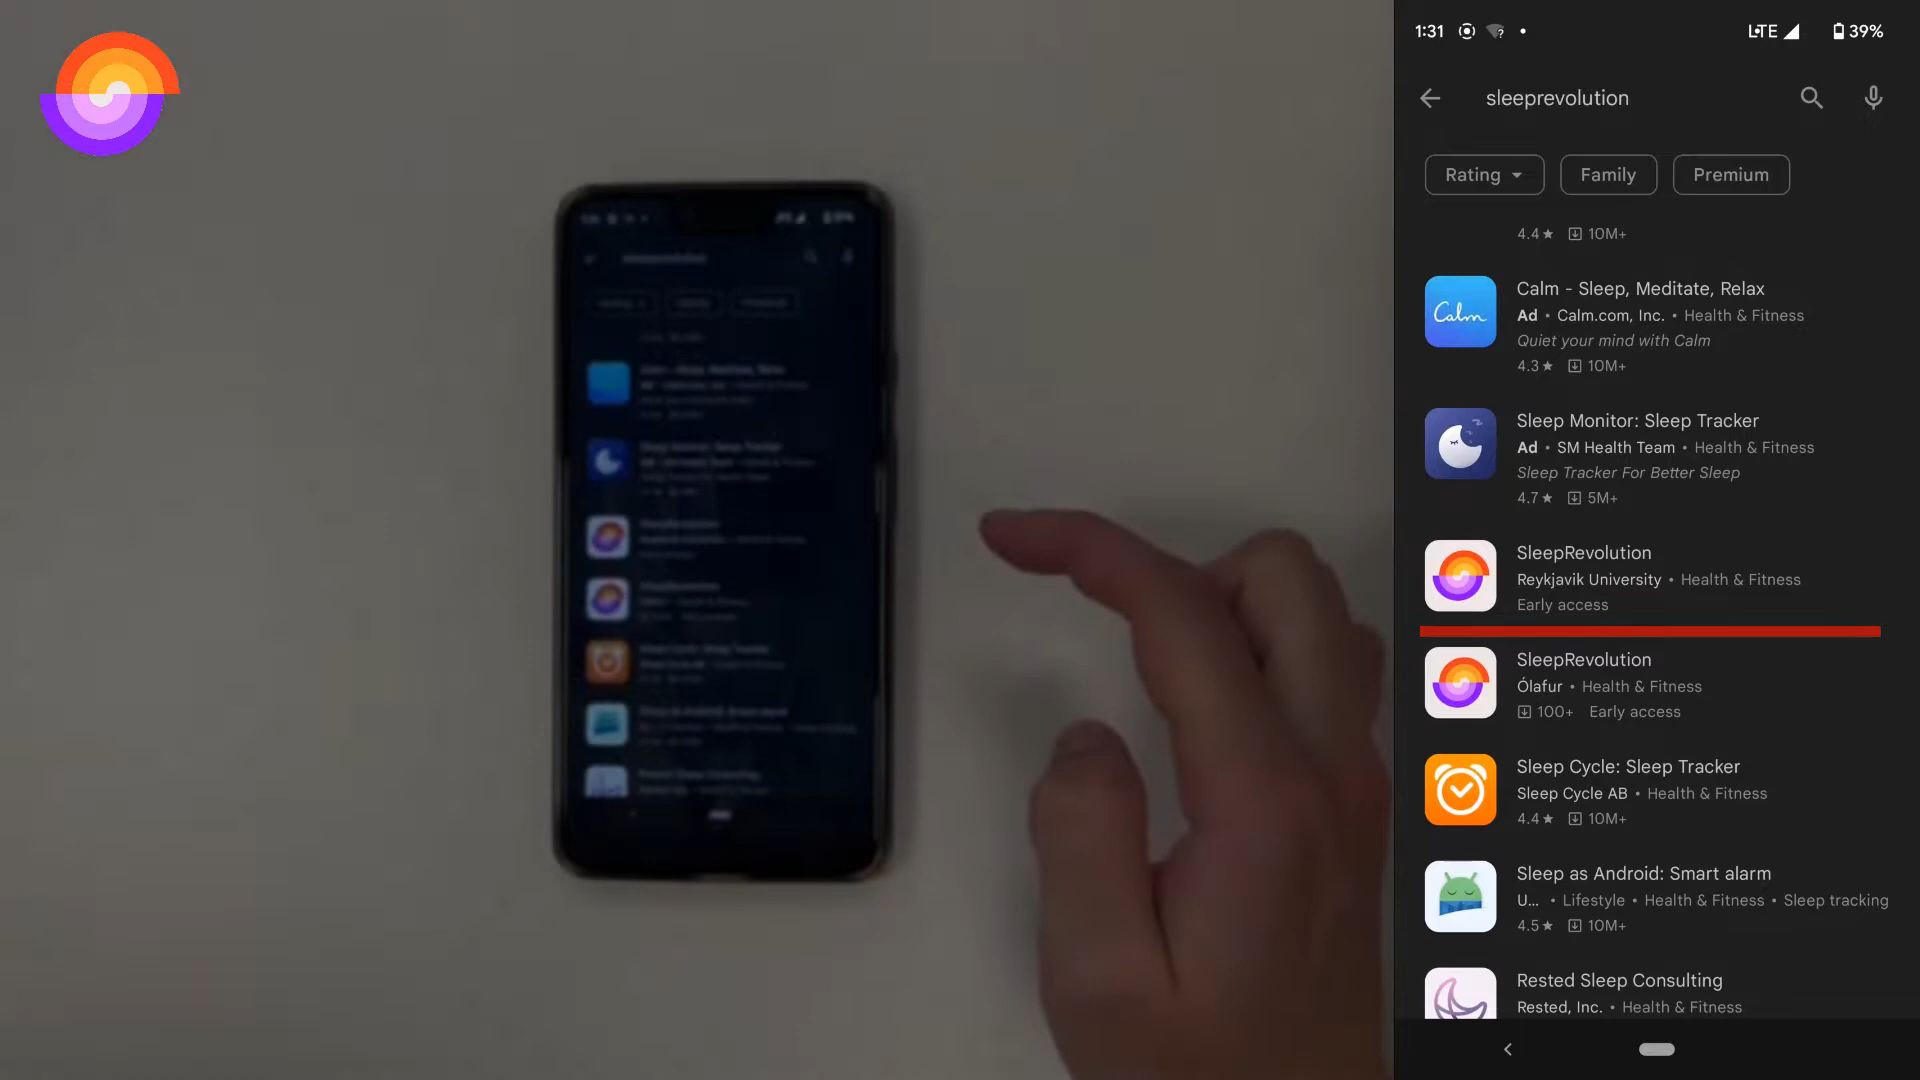 1:31 LTE 39%
sleeprevolution
Rating Family Premium
4.4★ 10M+
Calm
Calm - Sleep, Meditate, Relax
Ad • Calm.com, Inc. • Health & Fitness
Quiet your mind with Calm
4.3★ 10M+
Sleep Monitor: Sleep Tracker
Ad • SM Health Team • Health & Fitness
Sleep Tracker For Better Sleep
4.7★ 5M+
SleepRevolution
Reykjavik University • Health & Fitness
Early access
SleepRevolution
Ólafur • Health & Fitness
100+ Early access
Sleep Cycle: Sleep Tracker
Sleep Cycle AB • Health & Fitness
4.4★ 10M+
Sleep as Android: Smart alarm
U... • Lifestyle • Health & Fitness • Sleep tracking
4.5★ 10M+
Rested Sleep Consulting
Rested, Inc. • Health & Fitness